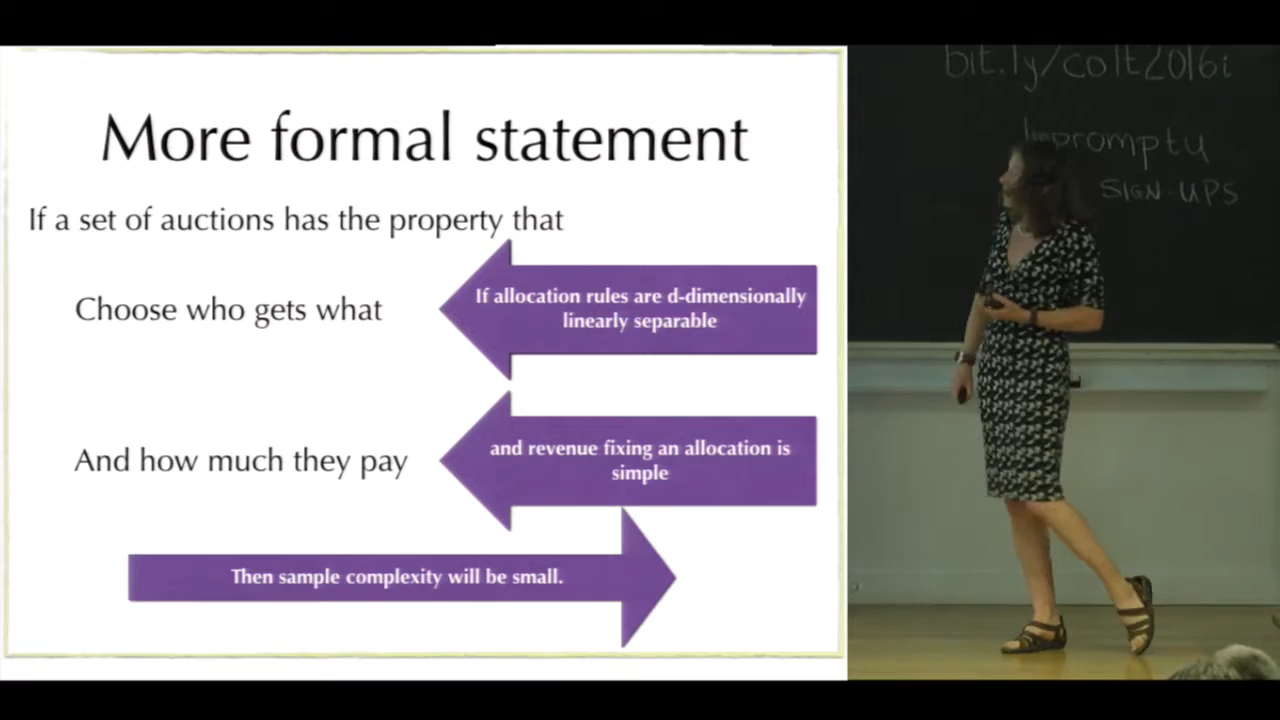 More formal statement
If a set of auctions has the property that
Choose who gets what
If allocation rules are d-dimensionally
linearly separable
And how much they pay
and revenue fixing an allocation is
simple
Then sample complexity will be small.
bit.ly/colt2016i
Impromptu
SIGN-UPS